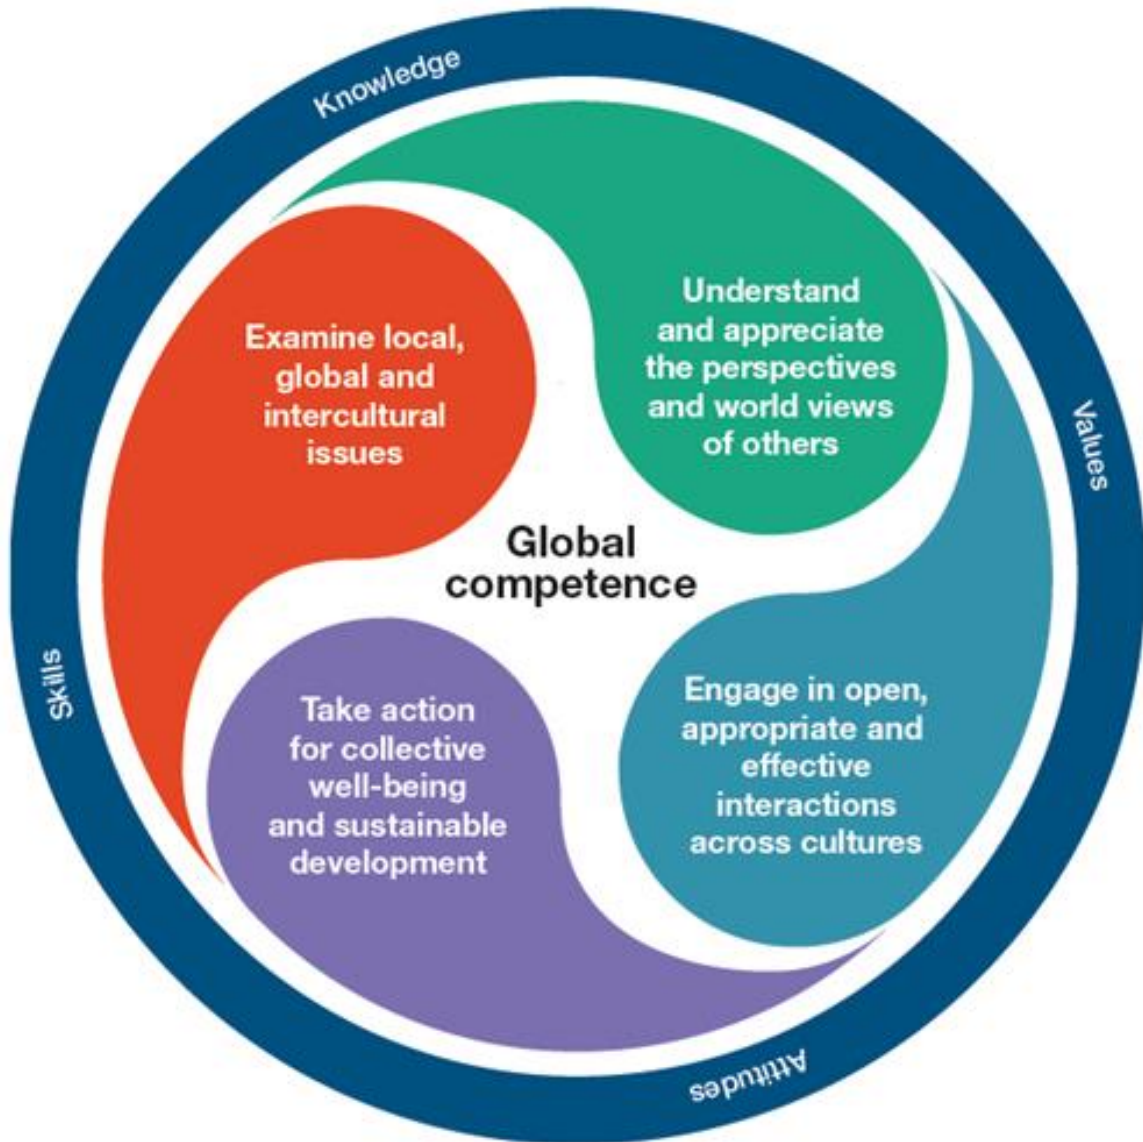 Knowledge
Understand
and appreciate
the perspectives
and world views
of others
Examine local,
global and
intercultural
issues
Values
Global
competence
Skills
Take action
for collective
well-being
and sustainable
development
Engage in open,
appropriate and
effective
interactions
across cultures
Attitudes